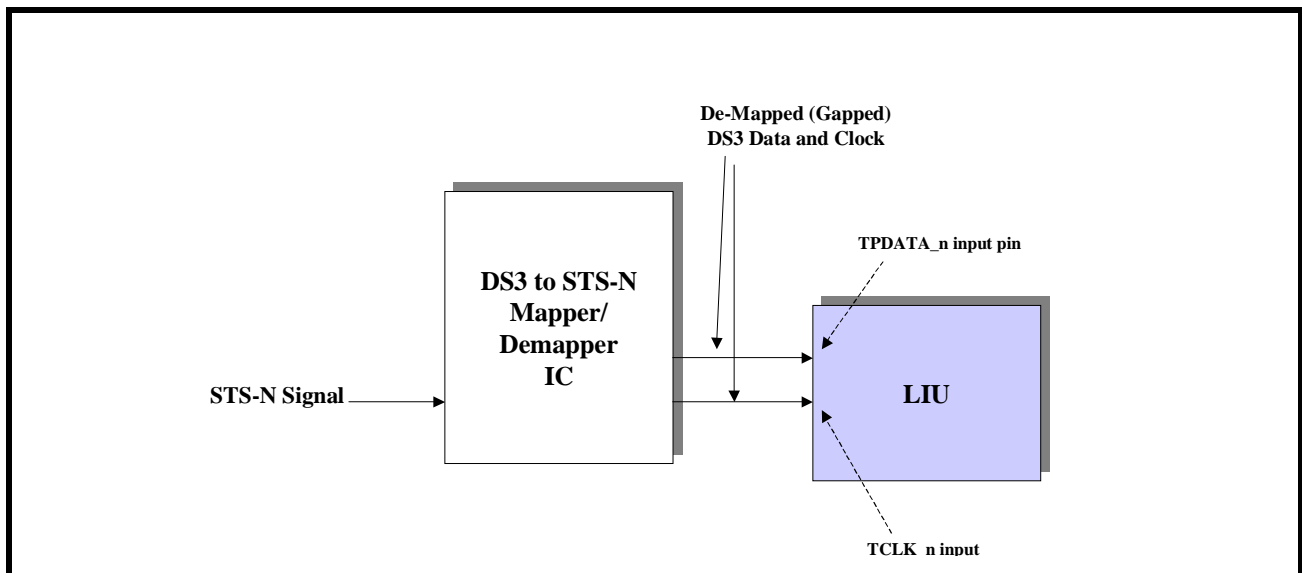 De-Mapped (Gapped)
DS3 Data and Clock
TPDATA_n input pin
DS3 to STS-N
Mapper/
Demapper
IC
STS-N Signal
LIU
TCLK_n input